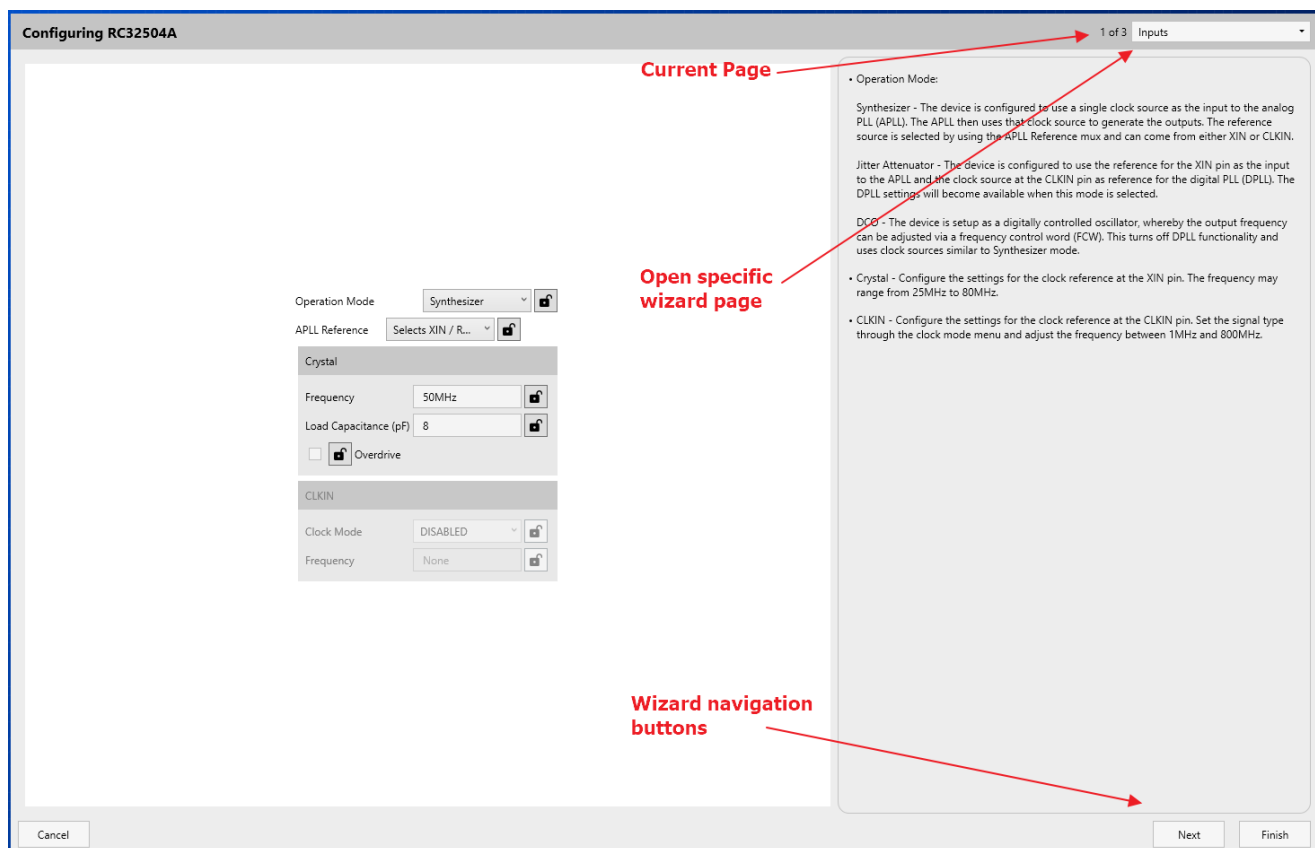 Configuring RC32504A
1 of 3
Inputs
Current Page
• Operation Mode:
Synthesizer - The device is configured to use a single clock source as the input to the analog
PLL (APLL). The APLL then uses that clock source to generate the outputs. The reference
source is selected by using the APLL Reference mux and can come from either XIN or CLKIN.
Jitter Attenuator - The device is configured to use the reference for the XIN pin as the input
to the APLL and the clock source at the CLKIN pin as reference for the digital PLL (DPLL). The
DPLL settings will become available when this mode is selected.
DCO - The device is setup as a digitally controlled oscillator, whereby the output frequency
can be adjusted via a frequency control word (FCW). This turns off DPLL functionality and
uses clock sources similar to Synthesizer mode.
• Crystal - Configure the settings for the clock reference at the XIN pin. The frequency may
range from 25MHz to 80MHz.
• CLKIN - Configure the settings for the clock reference at the CLKIN pin. Set the signal type
through the clock mode menu and adjust the frequency between 1MHz and 800MHz.
Open specific
wizard page
Operation Mode
Synthesizer
APLL Reference
Selects XIN / R...
Crystal
Frequency
50MHz
Load Capacitance (pF)
8
Overdrive
CLKIN
Clock Mode
DISABLED
Frequency
None
Wizard navigation
buttons
Cancel
Next
Finish